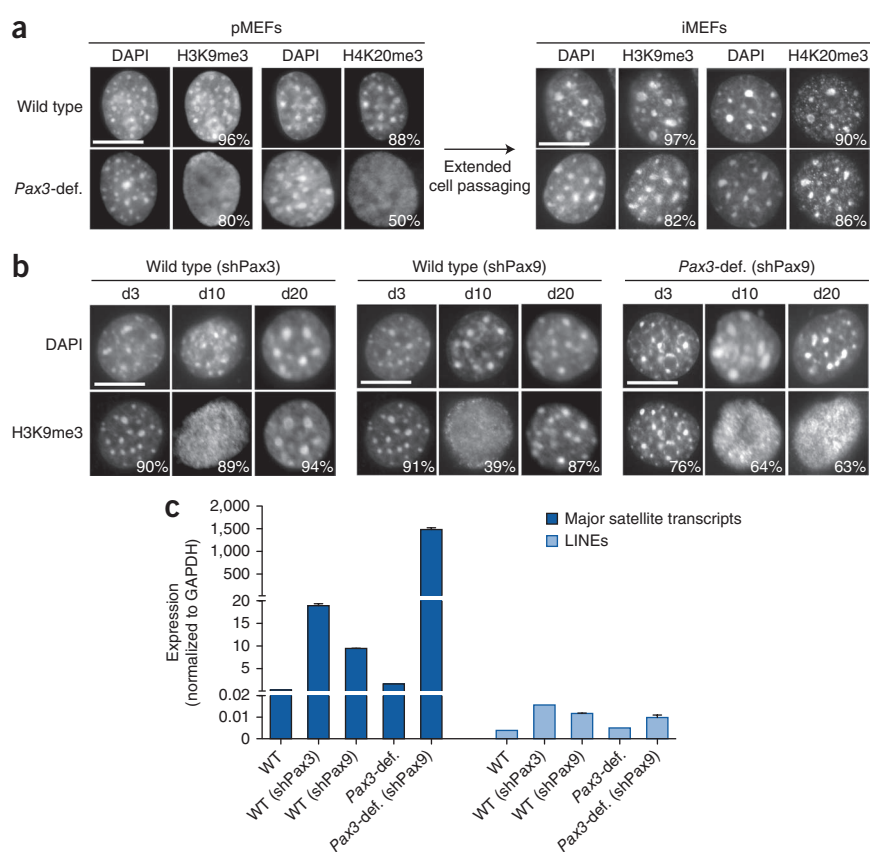 a
pMEFs
iMEFs
DAPI H3K9me3 DAPI H4K20me3
DAPI H3K9me3 DAPI H4K20me3
Wild type
96% 88%
97% 90%
Extended
cell passaging
Pax3-def.
80% 50%
82% 86%
b
Wild type (shPax3)
Wild type (shPax9)
Pax3-def. (shPax9)
d3 d10 d20
d3 d10 d20
d3 d10 d20
DAPI
H3K9me3
90% 89% 94%
91% 39% 87%
76% 64% 63%
c
Expression
(normalized to GAPDH)
2,000
1,500
1,000
500
20
15
10
5
0.02
0.01
0
Major satellite transcripts
LINEs
WT
WT (shPax3)
WT (shPax9)
Pax3-def.
Pax3-def. (shPax9)
WT
WT (shPax3)
WT (shPax9)
Pax3-def.
Pax3-def. (shPax9)